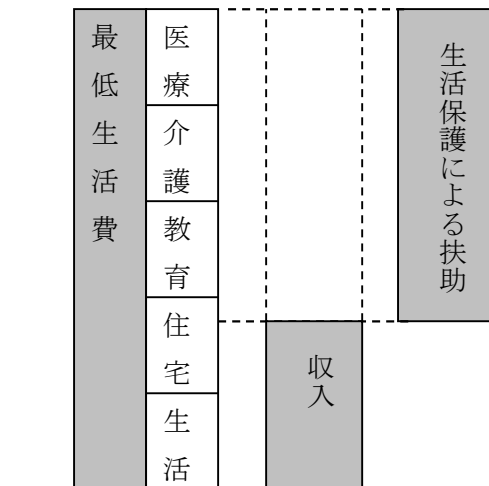 最低生活費
医療
介護
教育
住宅
生活
収入
生活保護による扶助